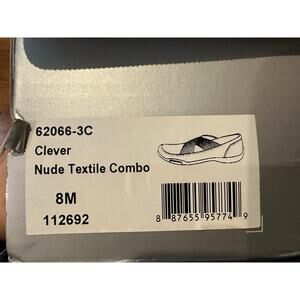 62066-3C
Clever
Nude Textile Combo
8M
112692
8 87655 95774 9